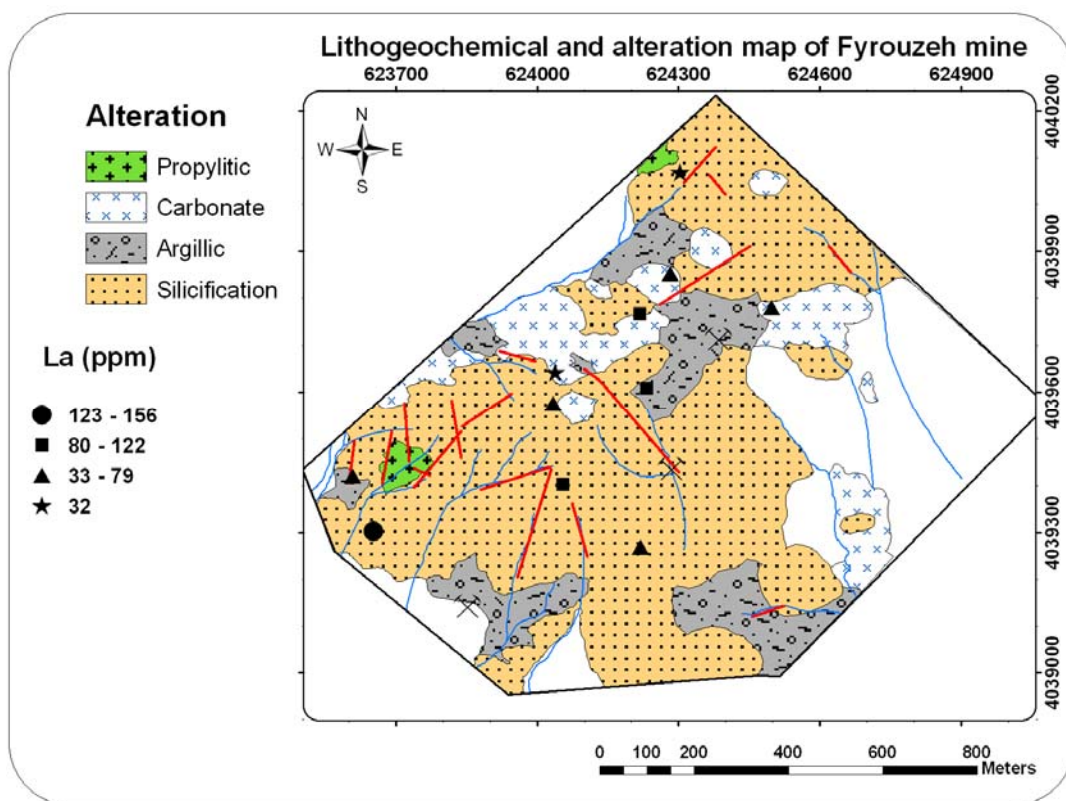 Lithogeochemical and alteration map of Fyrouzeh mine
623700 624000 624300 624600 624900
Alteration
Propylitic
Carbonate
Argillic
Silicification
La (ppm)
123 - 156
80 - 122
33 - 79
32
N
W E
S
4040200
4039900
4039600
4039300
4039000
0 100 200 400 600 800
Meters